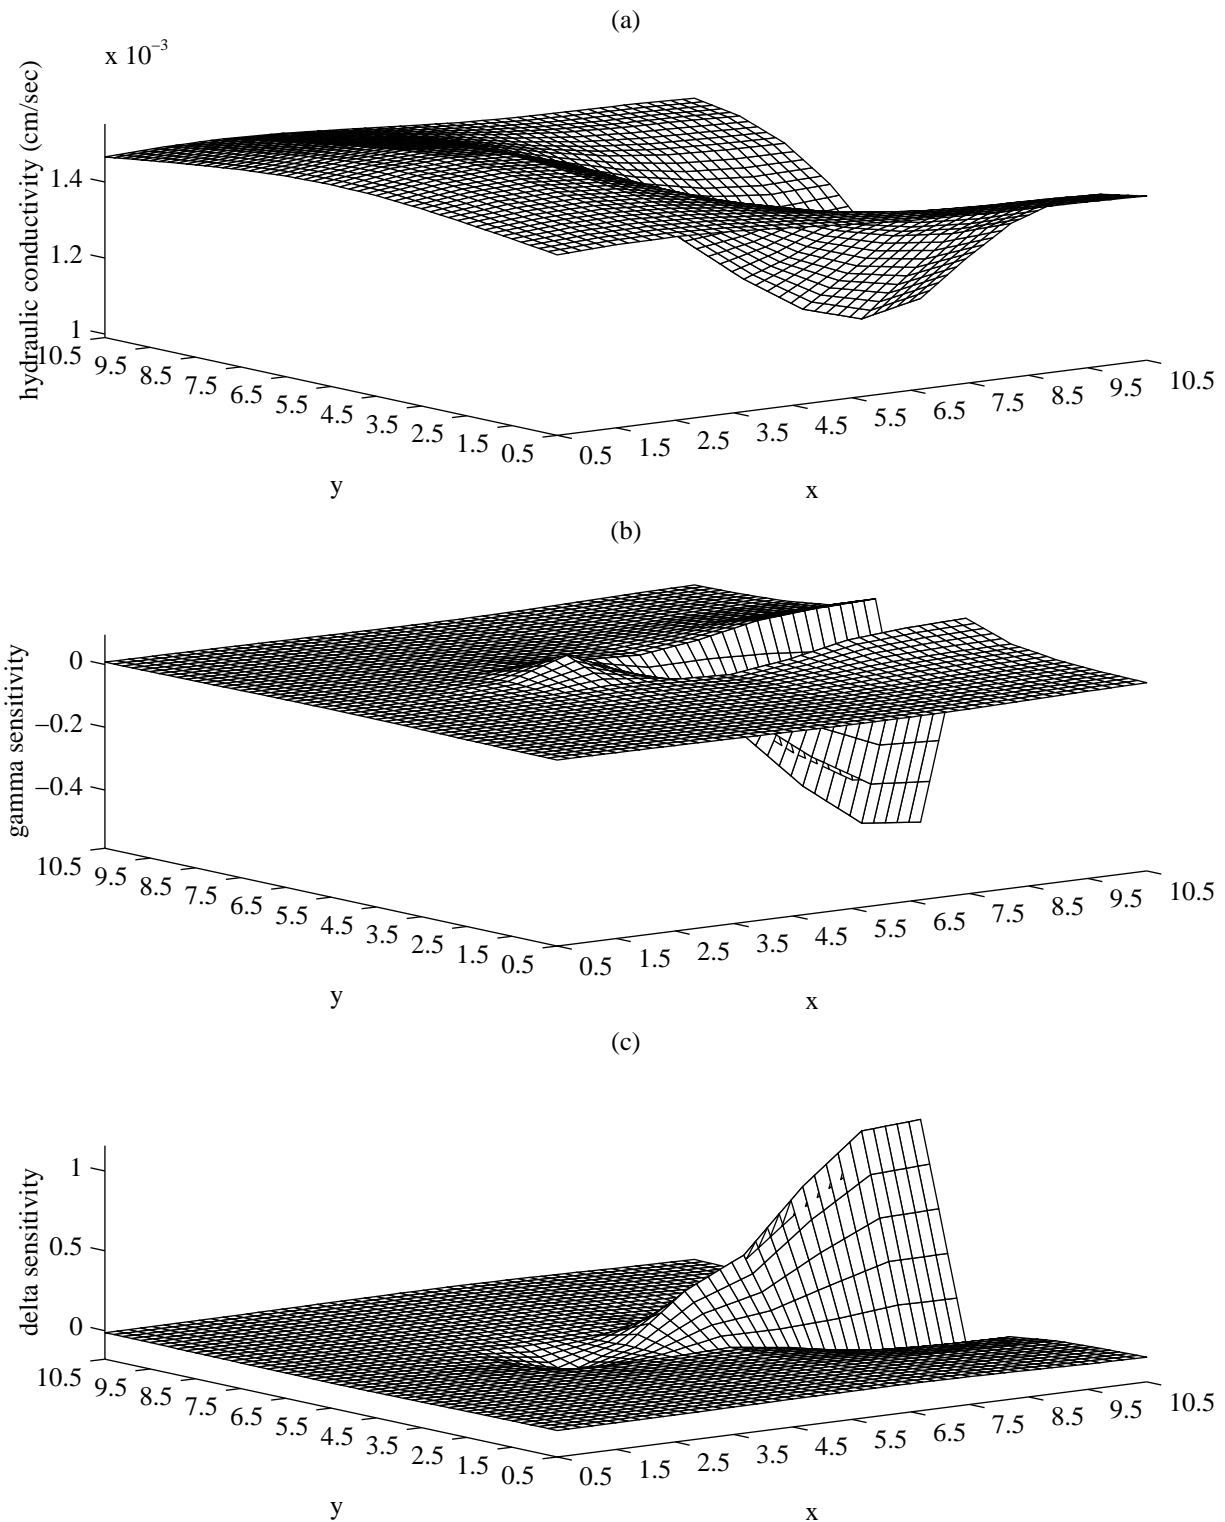 (a)
x 10⁻³
hydraulic conductivity (cm/sec)
1.4
1.2
1
10.5 9.5 8.5 7.5 6.5 5.5 4.5 3.5 2.5 1.5 0.5
y
0.5 1.5 2.5 3.5 4.5 5.5 6.5 7.5 8.5 9.5 10.5
x
(b)
gamma sensitivity
0
−0.2
−0.4
10.5 9.5 8.5 7.5 6.5 5.5 4.5 3.5 2.5 1.5 0.5
y
0.5 1.5 2.5 3.5 4.5 5.5 6.5 7.5 8.5 9.5 10.5
x
(c)
delta sensitivity
1
0.5
0
10.5 9.5 8.5 7.5 6.5 5.5 4.5 3.5 2.5 1.5 0.5
y
0.5 1.5 2.5 3.5 4.5 5.5 6.5 7.5 8.5 9.5 10.5
x